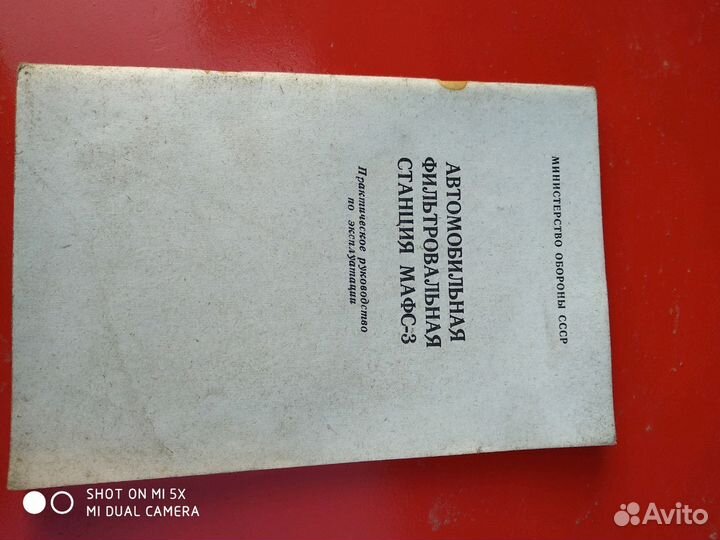 МИНИСТЕРСТВО ОБОРОНЫ СССР
АВТОМОБИЛЬНАЯ
ФИЛЬТРОВАЛЬНАЯ
СТАНЦИЯ МАФС-3
Практическое руководство
по эксплуатации
SHOT ON MI 5X
MI DUAL CAMERA
Avito